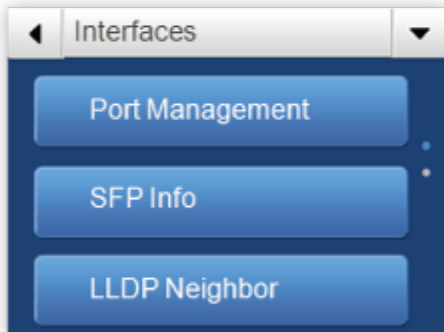 Interfaces
Port Management
SFP Info
LLDP Neighbor